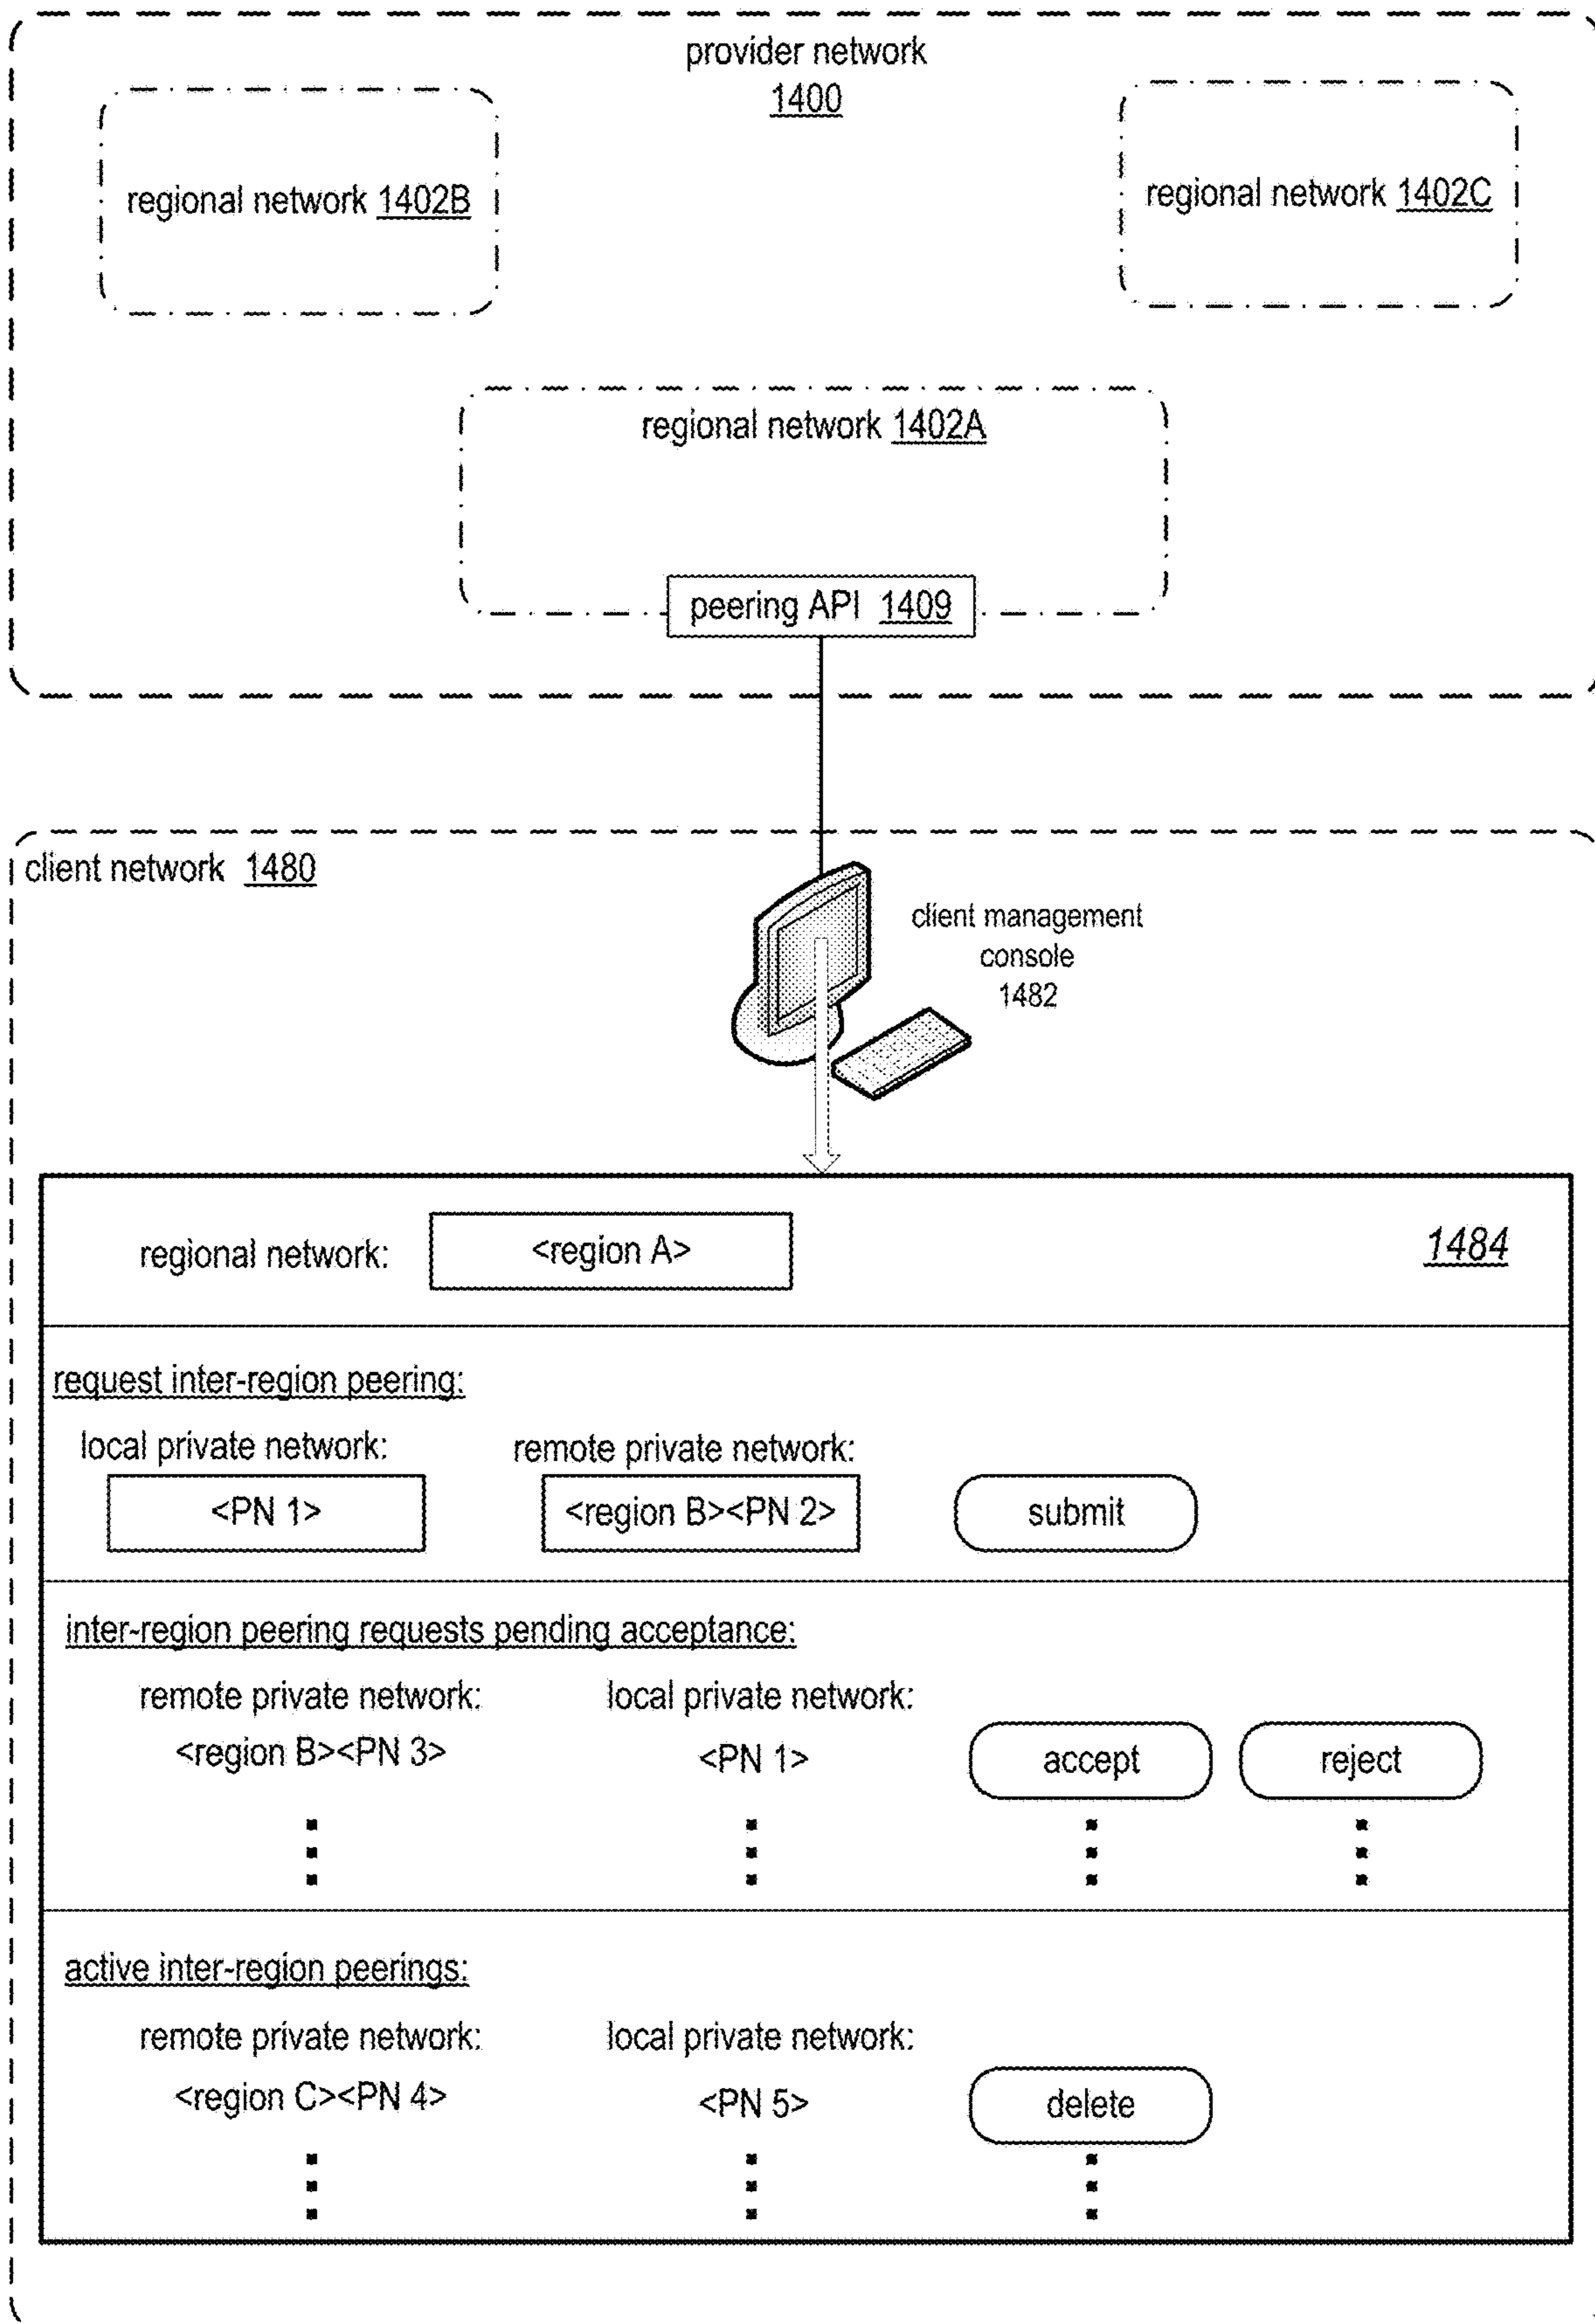 provider network
1400
regional network 1402B
regional network 1402C
regional network 1402A
peering API 1409
client network 1480
client management
console
1482
regional network: <region A> 1484
request inter-region peering:
local private network: remote private network:
<PN 1> <region B><PN 2> submit
inter-region peering requests pending acceptance:
remote private network: local private network:
<region B><PN 3> <PN 1> accept reject
active inter-region peerings:
remote private network: local private network:
<region C><PN 4> <PN 5> delete